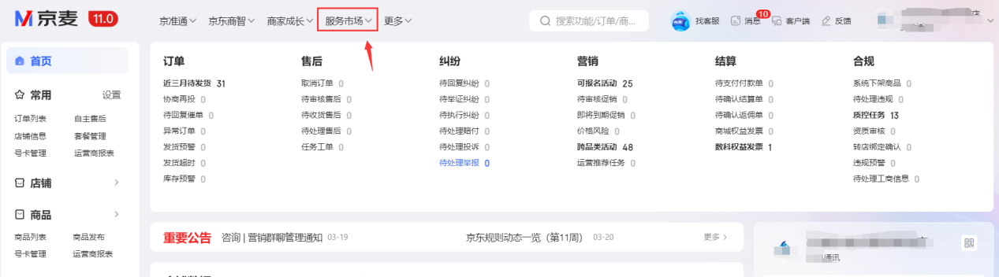 京麦 11.0 京准通 京东商智 商家成长 服务市场 更多 搜索功能/订单/商... 找客服 消息 10 客户端 反馈 店
首页
常用 设置
订单列表 自主售后
店铺信息 套餐管理
号卡管理 运营商报表
店铺
商品
商品列表 商品发布
号卡管理 运营商报表
订单 售后 纠纷 营销 结算 合规
近三月待发货 31 取消订单 0 待回复纠纷 0 可报名活动 25 待支付付款单 0 系统下架商品 0
协商再投 0 待审核售后 0 待举证纠纷 0 待审核促销 0 待确认结算单 0 待处理违规 0
待回复催单 0 待收货售后 0 待执行纠纷 0 即将到期促销 0 待确认返佣单 0 质控任务 13
异常订单 0 待处理售后 0 待处理赔付 0 价格风险 0 商城权益发票 0 资质审核 0
发货预警 0 任务工单 0 待处理投诉 0 跨品类活动 48 数科权益发票 1 转店绑定确认 0
发货超时 0 待处理举报 0 运营推荐任务 0 违规预警 0
库存预警 0 待处理工商信息 0
重要公告 咨询 | 营销群聊管理通知 03-19 京东规则动态一览（第11周） 03-20 更多
通讯